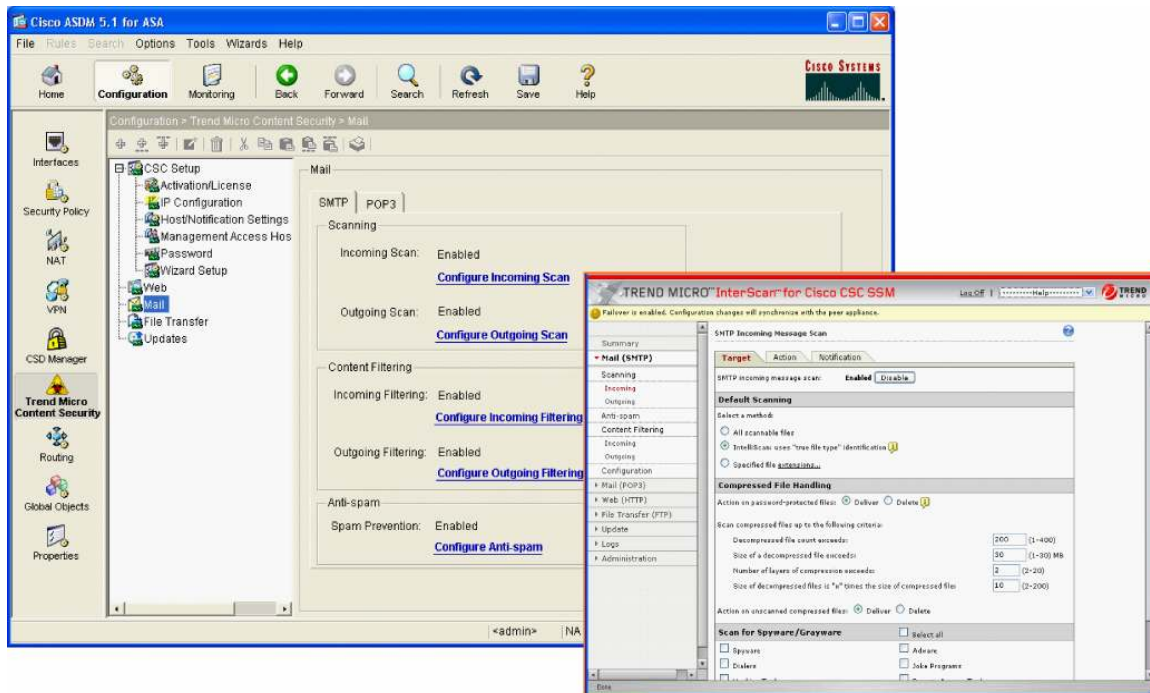 Cisco ASDM 5.1 for ASA
File Rules Search Options Tools Wizards Help
Home Configuration Monitoring Back Forward Search Refresh Save Help
CISCO SYSTEMS
Configuration > Trend Micro Content Security > Mail
Interfaces
Security Policy
NAT
VPN
CSD Manager
Trend Micro
Content Security
Routing
Global Objects
Properties
CSC Setup
Activation/License
IP Configuration
Host/Notification Settings
Management Access Hos
Password
Wizard Setup
Web
Mail
File Transfer
Updates
Mail
SMTP POP3
Scanning
Incoming Scan: Enabled
Configure Incoming Scan
Outgoing Scan: Enabled
Configure Outgoing Scan
Content Filtering
Incoming Filtering: Enabled
Configure Incoming Filtering
Outgoing Filtering: Enabled
Configure Outgoing Filtering
Anti-spam
Spam Prevention: Enabled
Configure Anti-spam
<admin> NA
TREND MICRO™ InterScan™ for Cisco CSC SSM
Log Off | ---------Help---------
TREND MICRO
Failover is enabled. Configuration changes will synchronize with the peer appliance.
Summary
Mail (SMTP)
Scanning
Incoming
Outgoing
Anti-spam
Content Filtering
Incoming
Outgoing
Configuration
Mail (POP3)
Web (HTTP)
File Transfer (FTP)
Update
Logs
Administration
SMTP Incoming Message Scan
Target Action Notification
SMTP incoming message scan: Enabled Disable
Default Scanning
Select a method:
All scannable files
IntelliScan: uses "true file type" identification
Specified file extensions...
Compressed File Handling
Action on password-protected files: Deliver Delete
Scan compressed files up to the following criteria:
Decompressed file count exceeds: 200 (1-400)
Size of a decompressed file exceeds: 30 (1-30) MB
Number of layers of compression exceeds: 2 (2-20)
Size of decompressed files is "x" times the size of compressed file: 10 (2-200)
Action on unscanned compressed files: Deliver Delete
Scan for Spyware/Grayware Select all
Spyware Adware
Dialers Joke Programs
Done